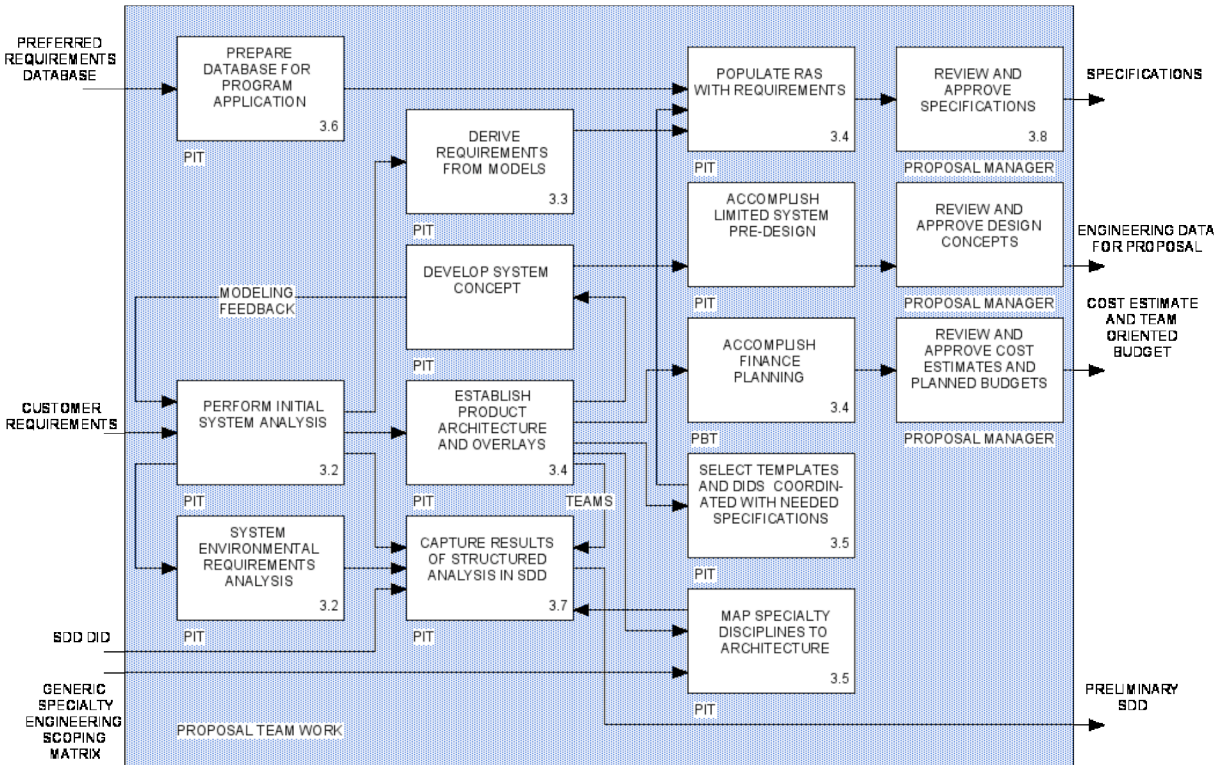 PREFERRED
REQUIREMENTS
DATABASE
PREPARE
DATABASE FOR
PROGRAM
APPLICATION
3.6
PIT
POPULATE RAS
WITH REQUIREMENTS
3.4
PIT
REVIEW AND
APPROVE
SPECIFICATIONS
3.8
PROPOSAL MANAGER
SPECIFICATIONS
DERIVE
REQUIREMENTS
FROM MODELS
3.3
PIT
ACCOMPLISH
LIMITED SYSTEM
PRE-DESIGN
PIT
REVIEW AND
APPROVE DESIGN
CONCEPTS
PROPOSAL MANAGER
ENGINEERING DATA
FOR PROPOSAL
MODELING
FEEDBACK
DEVELOP SYSTEM
CONCEPT
PIT
ACCOMPLISH
FINANCE
PLANNING
3.4
PBT
REVIEW AND
APPROVE COST
ESTIMATES AND
PLANNED BUDGETS
PROPOSAL MANAGER
COST ESTIMATE
AND TEAM
ORIENTED
BUDGET
CUSTOMER
REQUIREMENTS
PERFORM INITIAL
SYSTEM ANALYSIS
3.2
PIT
ESTABLISH
PRODUCT
ARCHITECTURE
AND OVERLAYS
3.4
PIT
TEAMS
SELECT TEMPLATES
AND DIDS COORDIN-
ATED WITH NEEDED
SPECIFICATIONS
3.5
PIT
SYSTEM
ENVIRONMENTAL
REQUIREMENTS
ANALYSIS
3.2
PIT
CAPTURE RESULTS
OF STRUCTURED
ANALYSIS IN SDD
3.7
PIT
MAP SPECIALTY
DISCIPLINES TO
ARCHITECTURE
3.5
PIT
SDD DID
GENERIC
SPECIALTY
ENGINEERING
SCOPING
MATRIX
PROPOSAL TEAM WORK
PRELIMINARY
SDD